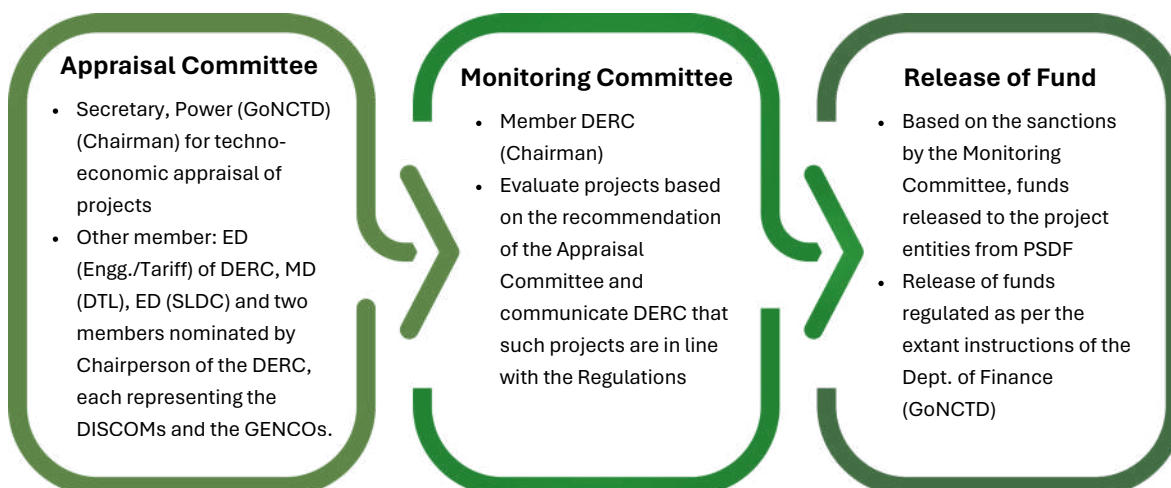 Appraisal Committee
• Secretary, Power (GoNCTD)
(Chairman) for techno-
economic appraisal of
projects
• Other member: ED
(Engg./Tariff) of DERC, MD
(DTL), ED (SLDC) and two
members nominated by
Chairperson of the DERC,
each representing the
DISCOMs and the GENCOs.
Monitoring Committee
• Member DERC
(Chairman)
• Evaluate projects based
on the recommendation
of the Appraisal
Committee and
communicate DERC that
such projects are in line
with the Regulations
Release of Fund
• Based on the sanctions
by the Monitoring
Committee, funds
released to the project
entities from PSDF
• Release of funds
regulated as per the
extant instructions of the
Dept. of Finance
(GoNCTD)